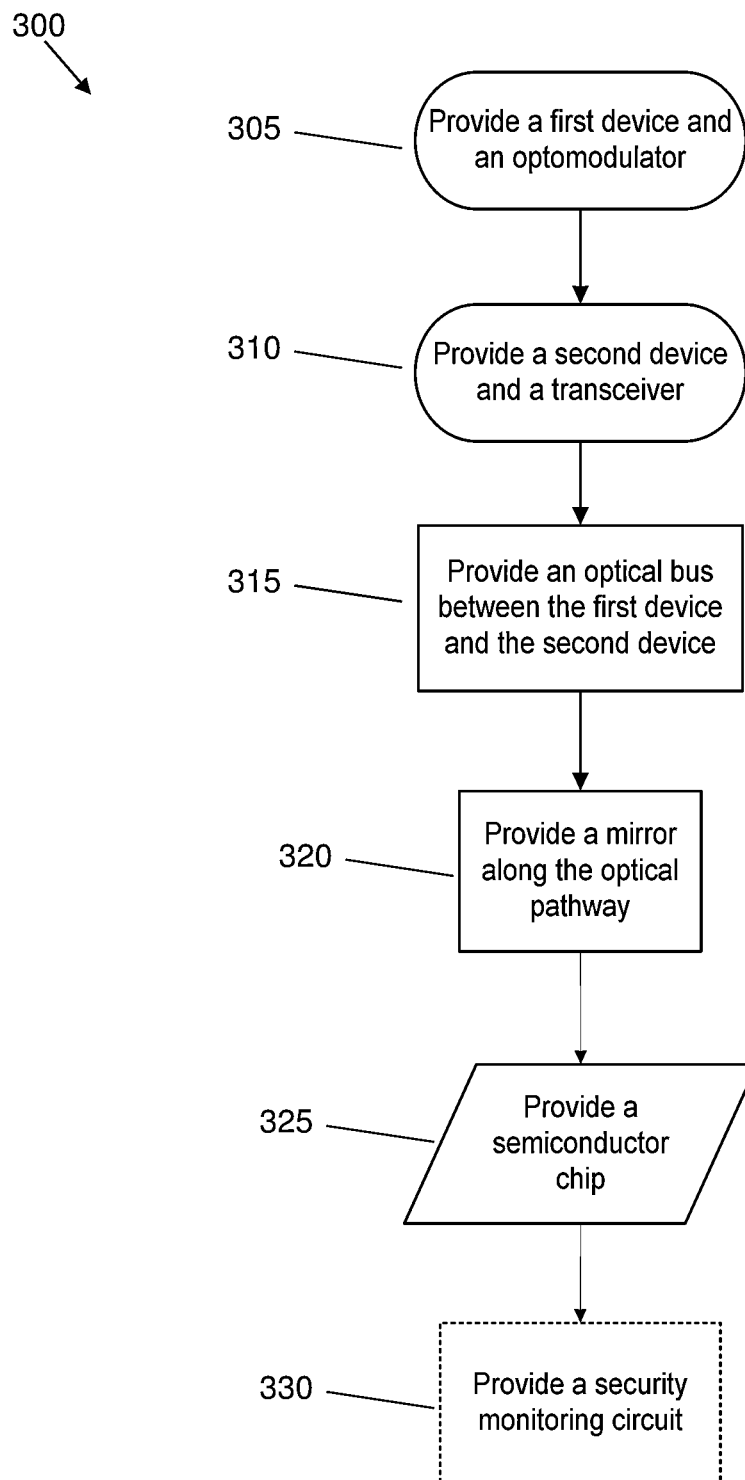 300
305
Provide a first device and
an optomodulator
310
Provide a second device
and a transceiver
315
Provide an optical bus
between the first device
and the second device
320
Provide a mirror
along the optical
pathway
325
Provide a
semiconductor
chip
330
Provide a security
monitoring circuit